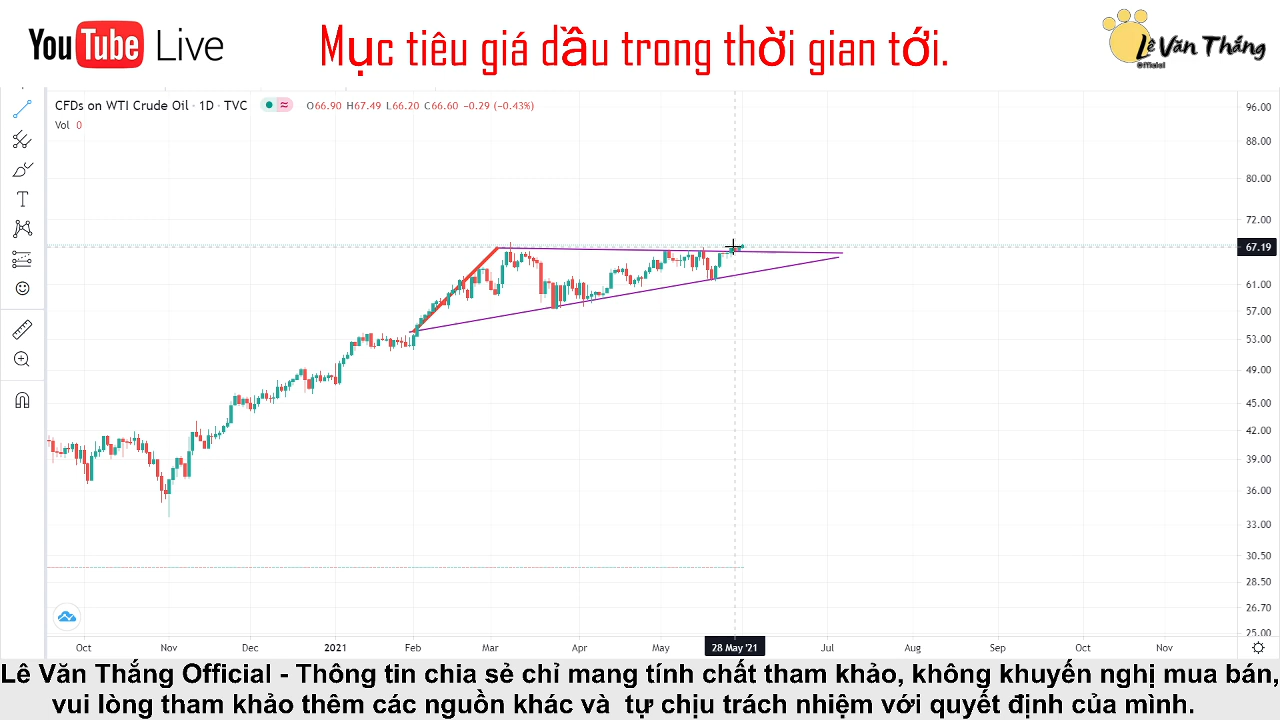 YouTube Live
Mục tiêu giá dầu trong thời gian tới.
Lê Văn Thắng
Official
CFDs on WTI Crude Oil · 1D · TVC
O66.90 H67.49 L66.20 C66.60 −0.29 (−0.43%)
Vol 0
96.00
88.00
80.00
72.00
67.19
61.00
57.00
53.00
49.00
45.00
42.00
39.00
36.00
33.00
30.50
28.50
26.70
25.00
Oct Nov Dec 2021 Feb Mar Apr May 28 May '21 Jul Aug Sep Oct Nov
Lê Văn Thắng Official - Thông tin chia sẻ chỉ mang tính chất tham khảo, không khuyến nghị mua bán,
vui lòng tham khảo thêm các nguồn khác và tự chịu trách nhiệm với quyết định của mình.